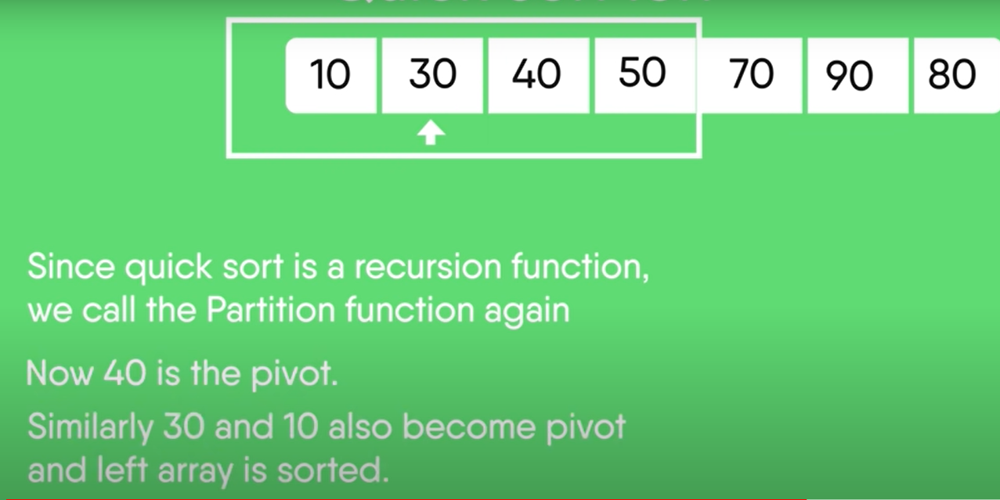 10 30 40 50 70 90 80
Since quick sort is a recursion function,
we call the Partition function again
Now 40 is the pivot.
Similarly 30 and 10 also become pivot
and left array is sorted.